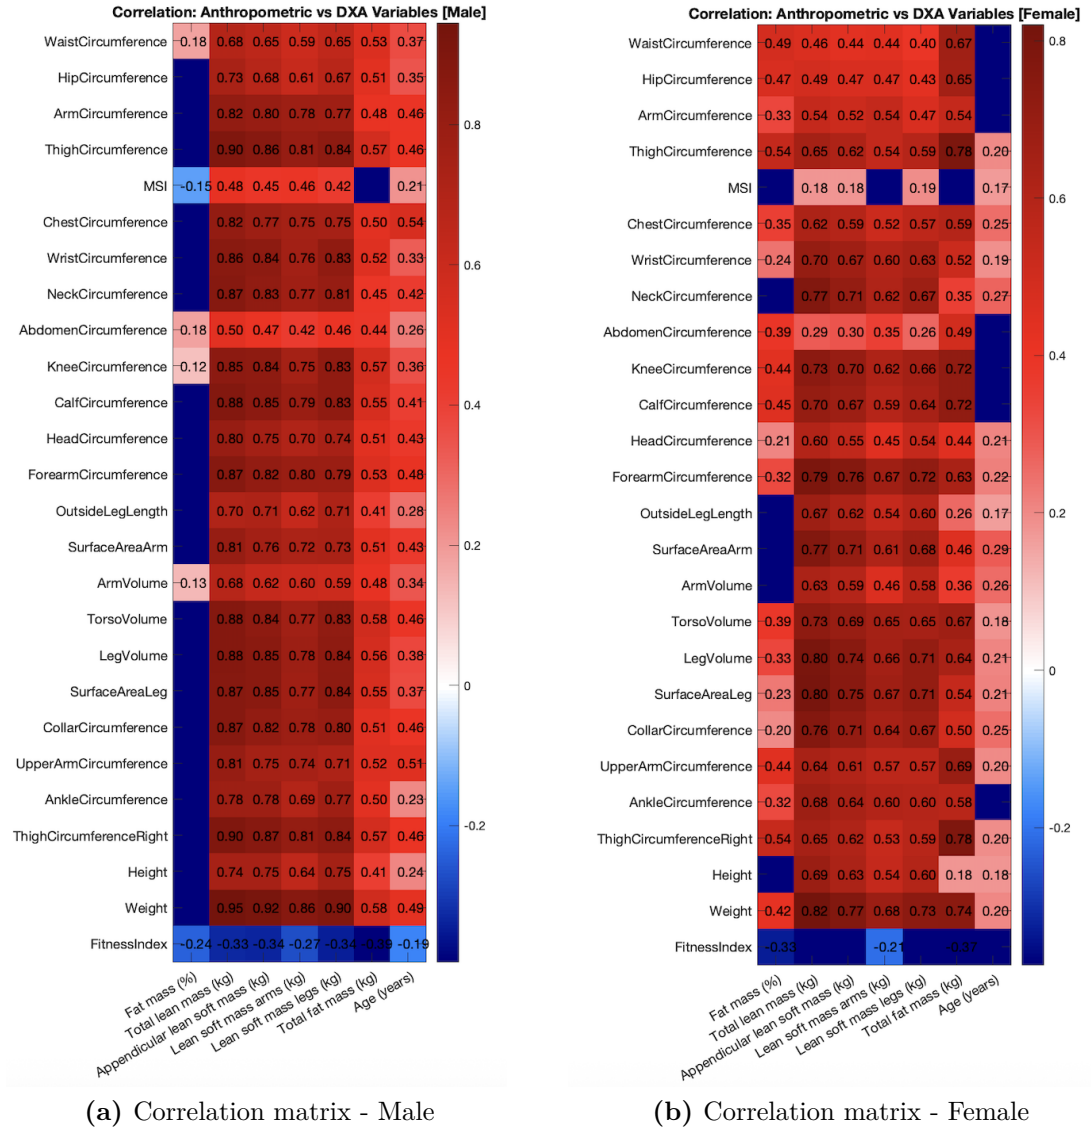 Correlation: Anthropometric vs DXA Variables [Male]
WaistCircumference 0.18 0.68 0.65 0.59 0.65 0.53 0.37
HipCircumference 0.73 0.68 0.61 0.67 0.51 0.35
ArmCircumference 0.82 0.80 0.78 0.77 0.48 0.46
ThighCircumference 0.90 0.86 0.81 0.84 0.57 0.46
MSI -0.15 0.48 0.45 0.46 0.42 0.21
ChestCircumference 0.82 0.77 0.75 0.75 0.50 0.54
WristCircumference 0.86 0.84 0.76 0.83 0.52 0.33
NeckCircumference 0.87 0.83 0.77 0.81 0.45 0.42
AbdomenCircumference 0.18 0.50 0.47 0.42 0.46 0.44 0.26
KneeCircumference 0.12 0.85 0.84 0.75 0.83 0.57 0.36
CalfCircumference 0.88 0.85 0.79 0.83 0.55 0.41
HeadCircumference 0.80 0.75 0.70 0.74 0.51 0.43
ForearmCircumference 0.87 0.82 0.80 0.79 0.53 0.48
OutsideLegLength 0.70 0.71 0.62 0.71 0.41 0.28
SurfaceAreaArm 0.81 0.76 0.72 0.73 0.51 0.43
ArmVolume 0.13 0.68 0.62 0.60 0.59 0.48 0.34
TorsoVolume 0.88 0.84 0.77 0.83 0.58 0.46
LegVolume 0.88 0.85 0.78 0.84 0.56 0.38
SurfaceAreaLeg 0.87 0.85 0.77 0.84 0.55 0.37
CollarCircumference 0.87 0.82 0.78 0.80 0.51 0.46
UpperArmCircumference 0.81 0.75 0.74 0.71 0.52 0.51
AnkleCircumference 0.78 0.78 0.69 0.77 0.50 0.23
ThighCircumferenceRight 0.90 0.87 0.81 0.84 0.57 0.46
Height 0.74 0.75 0.64 0.75 0.41 0.24
Weight 0.95 0.92 0.86 0.90 0.58 0.49
FitnessIndex -0.24 -0.33 -0.34 -0.27 -0.34 -0.39 -0.19
Fat mass (%)
Total lean mass (kg)
Appendicular lean soft mass (kg)
Lean soft mass arms (kg)
Lean soft mass legs (kg)
Total fat mass (kg)
Age (years)
0.8
0.6
0.4
0.2
0
-0.2
(a) Correlation matrix - Male
Correlation: Anthropometric vs DXA Variables [Female]
WaistCircumference 0.49 0.46 0.44 0.44 0.40 0.67
HipCircumference 0.47 0.49 0.47 0.47 0.43 0.65
ArmCircumference 0.33 0.54 0.52 0.54 0.47 0.54
ThighCircumference 0.54 0.65 0.62 0.54 0.59 0.78 0.20
MSI 0.18 0.18 0.19 0.17
ChestCircumference 0.35 0.62 0.59 0.52 0.57 0.59 0.25
WristCircumference 0.24 0.70 0.67 0.60 0.63 0.52 0.19
NeckCircumference 0.77 0.71 0.62 0.67 0.35 0.27
AbdomenCircumference 0.39 0.29 0.30 0.35 0.26 0.49
KneeCircumference 0.44 0.73 0.70 0.62 0.66 0.72
CalfCircumference 0.45 0.70 0.67 0.59 0.64 0.72
HeadCircumference 0.21 0.60 0.55 0.45 0.54 0.44 0.21
ForearmCircumference 0.32 0.79 0.76 0.67 0.72 0.63 0.22
OutsideLegLength 0.67 0.62 0.54 0.60 0.26 0.17
SurfaceAreaArm 0.77 0.71 0.61 0.68 0.46 0.29
ArmVolume 0.63 0.59 0.46 0.58 0.36 0.26
TorsoVolume 0.39 0.73 0.69 0.65 0.65 0.67 0.18
LegVolume 0.33 0.80 0.74 0.66 0.71 0.64 0.21
SurfaceAreaLeg 0.23 0.80 0.75 0.67 0.71 0.54 0.21
CollarCircumference 0.20 0.76 0.71 0.64 0.67 0.50 0.25
UpperArmCircumference 0.44 0.64 0.61 0.57 0.57 0.69 0.20
AnkleCircumference 0.32 0.68 0.64 0.60 0.60 0.58
ThighCircumferenceRight 0.54 0.65 0.62 0.53 0.59 0.78 0.20
Height 0.69 0.63 0.54 0.60 0.18 0.18
Weight 0.42 0.82 0.77 0.68 0.73 0.74 0.20
FitnessIndex -0.33 -0.21 -0.37
Fat mass (%)
Total lean mass (kg)
Appendicular lean soft mass (kg)
Lean soft mass arms (kg)
Lean soft mass legs (kg)
Total fat mass (kg)
Age (years)
0.8
0.6
0.4
0.2
0
-0.2
(b) Correlation matrix - Female